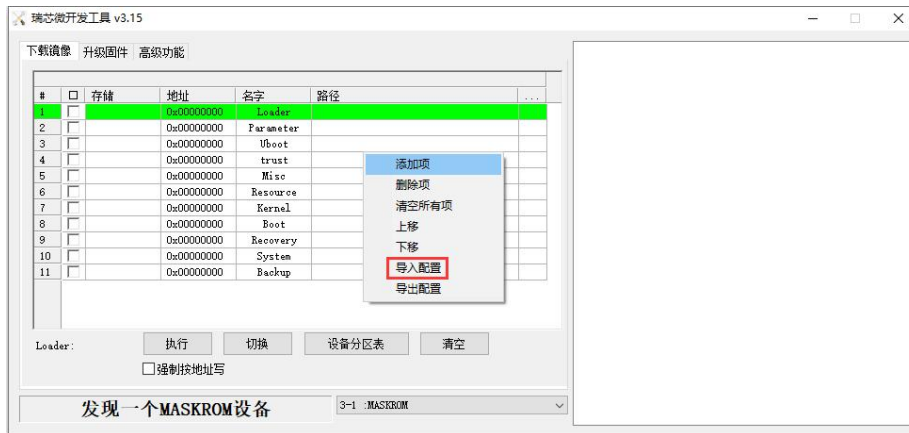 瑞芯微开发工具 v3.15
下载镜像 升级固件 高级功能
# 存储 地址 名字 路径 ...
1 0x00000000 Loader
2 0x00000000 Parameter
3 0x00000000 Uboot
4 0x00000000 trust
5 0x00000000 Misc
6 0x00000000 Resource
7 0x00000000 Kernel
8 0x00000000 Boot
9 0x00000000 Recovery
10 0x00000000 System
11 0x00000000 Backup
添加项
删除项
清空所有项
上移
下移
导入配置
导出配置
Loader: 执行 切换 设备分区表 清空
强制按地址写
发现一个MASKROM设备 3-1 :MASKROM